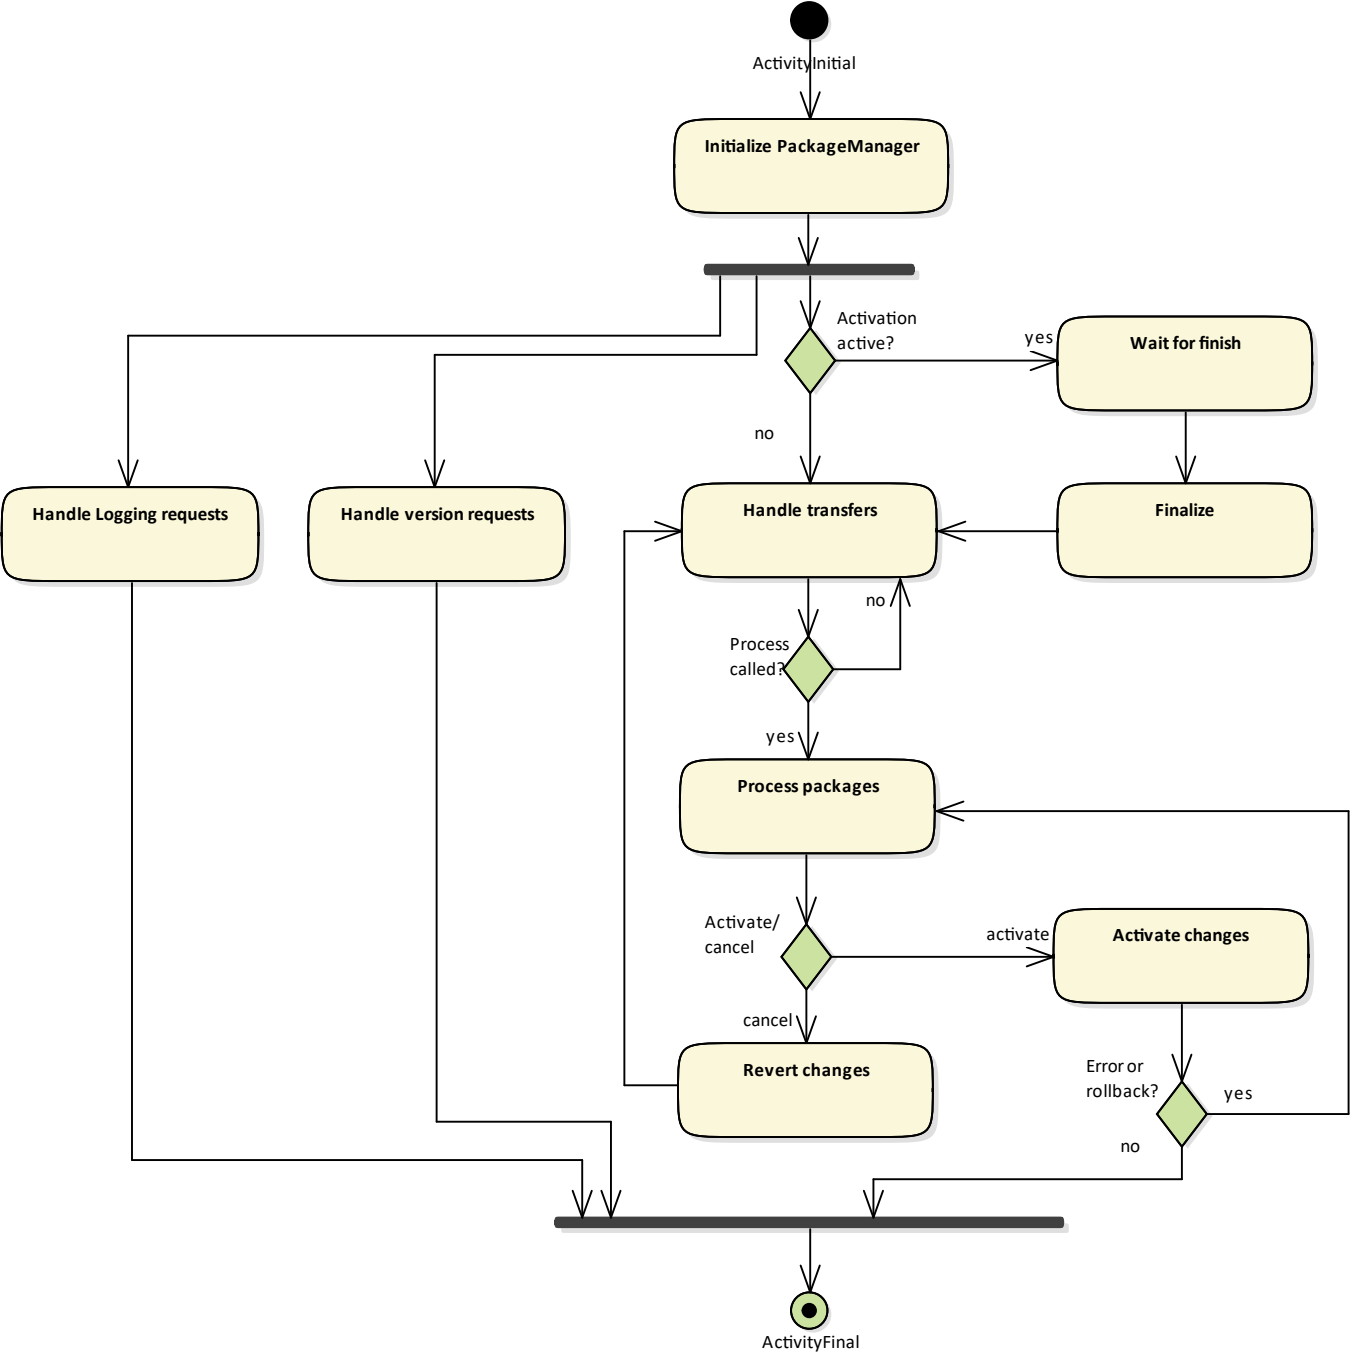 ActivityInitial
Initialize PackageManager
Activation
active?
yes
Wait for finish
no
Handle Logging requests
Handle version requests
Handle transfers
Finalize
no
Process
called?
yes
Process packages
Activate/
cancel
activate
Activate changes
cancel
Revert changes
Error or
rollback?
yes
no
ActivityFinal